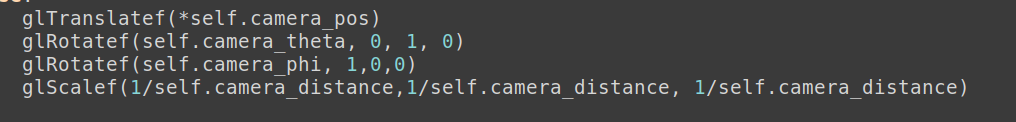 glTranslatef(*self.camera_pos)
glRotatef(self.camera_theta, 0, 1, 0)
glRotatef(self.camera_phi, 1,0,0)
glScalef(1/self.camera_distance,1/self.camera_distance, 1/self.camera_distance)